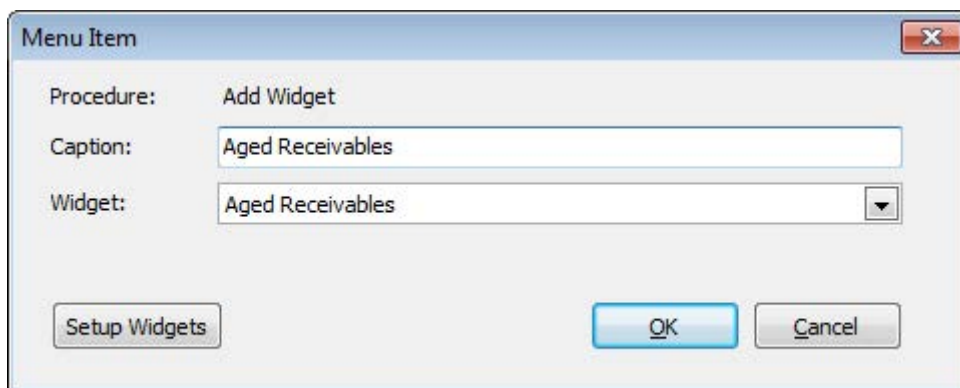 Menu Item
Procedure: Add Widget
Caption: Aged Receivables
Widget: Aged Receivables
Setup Widgets OK Cancel